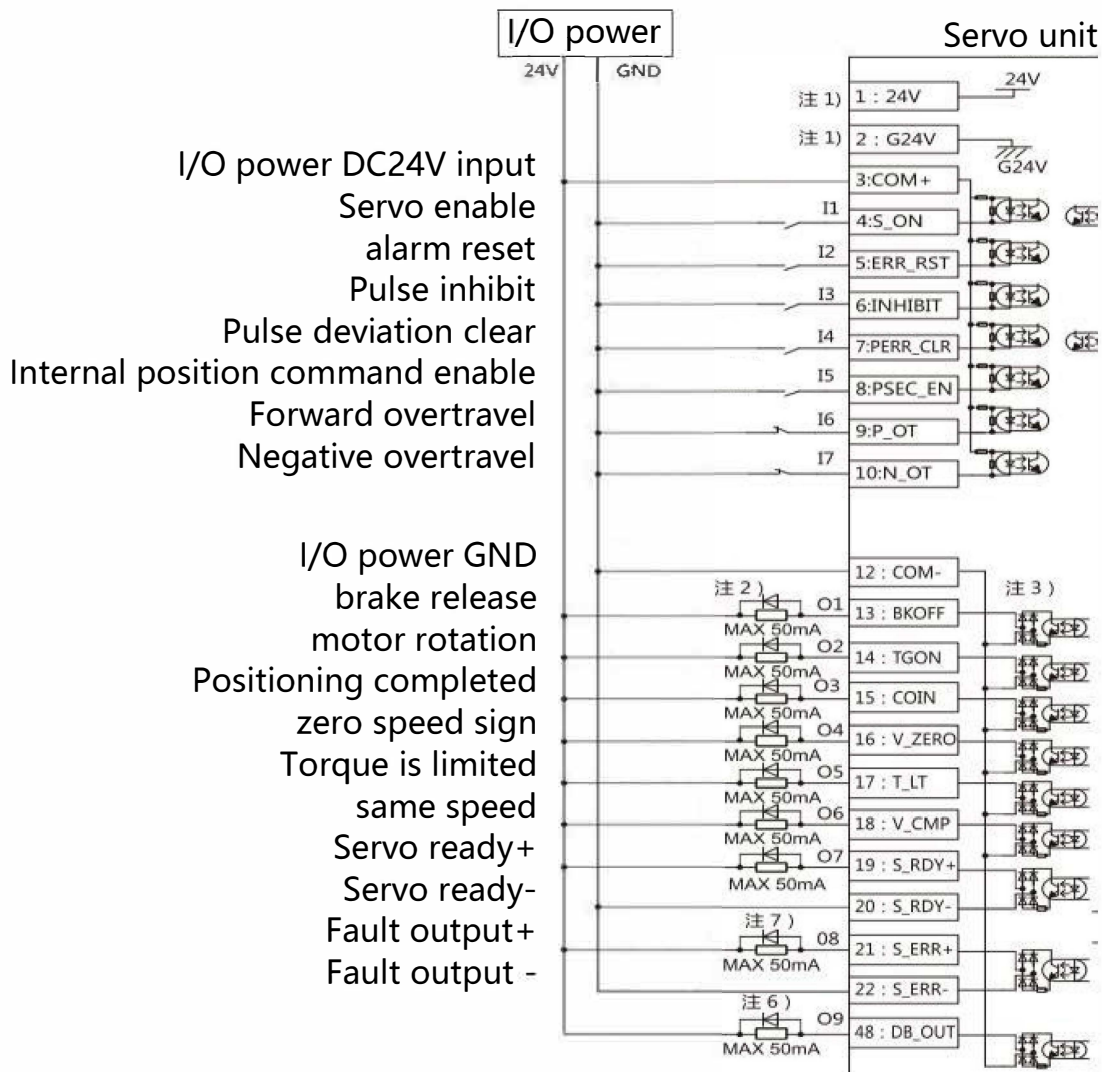 I/O power
Servo unit
24V GND
24V
注 1) 1 : 24V
注 1) 2 : G24V
G24V
I/O power DC24V input
3:COM+
Servo enable
I1
4:S_ON
alarm reset
I2
5:ERR_RST
Pulse inhibit
I3
6:INHIBIT
Pulse deviation clear
I4
7:PERR_CLR
Internal position command enable
I5
8:PSEC_EN
Forward overtravel
I6
9:P_OT
Negative overtravel
I7
10:N_OT
I/O power GND
12 : COM-
注 2 )
注 3 )
brake release
O1
13 : BKOFF
MAX 50mA
motor rotation
O2
14 : TGON
MAX 50mA
Positioning completed
O3
15 : COIN
MAX 50mA
zero speed sign
O4
16 : V_ZERO
MAX 50mA
Torque is limited
O5
17 : T_LT
MAX 50mA
same speed
O6
18 : V_CMP
MAX 50mA
Servo ready+
O7
19 : S_RDY+
MAX 50mA
Servo ready-
20 : S_RDY-
注 7 )
Fault output+
08
21 : S_ERR+
MAX 50mA
Fault output -
22 : S_ERR-
注 6 )
O9
48 : DB_OUT
MAX 50mA